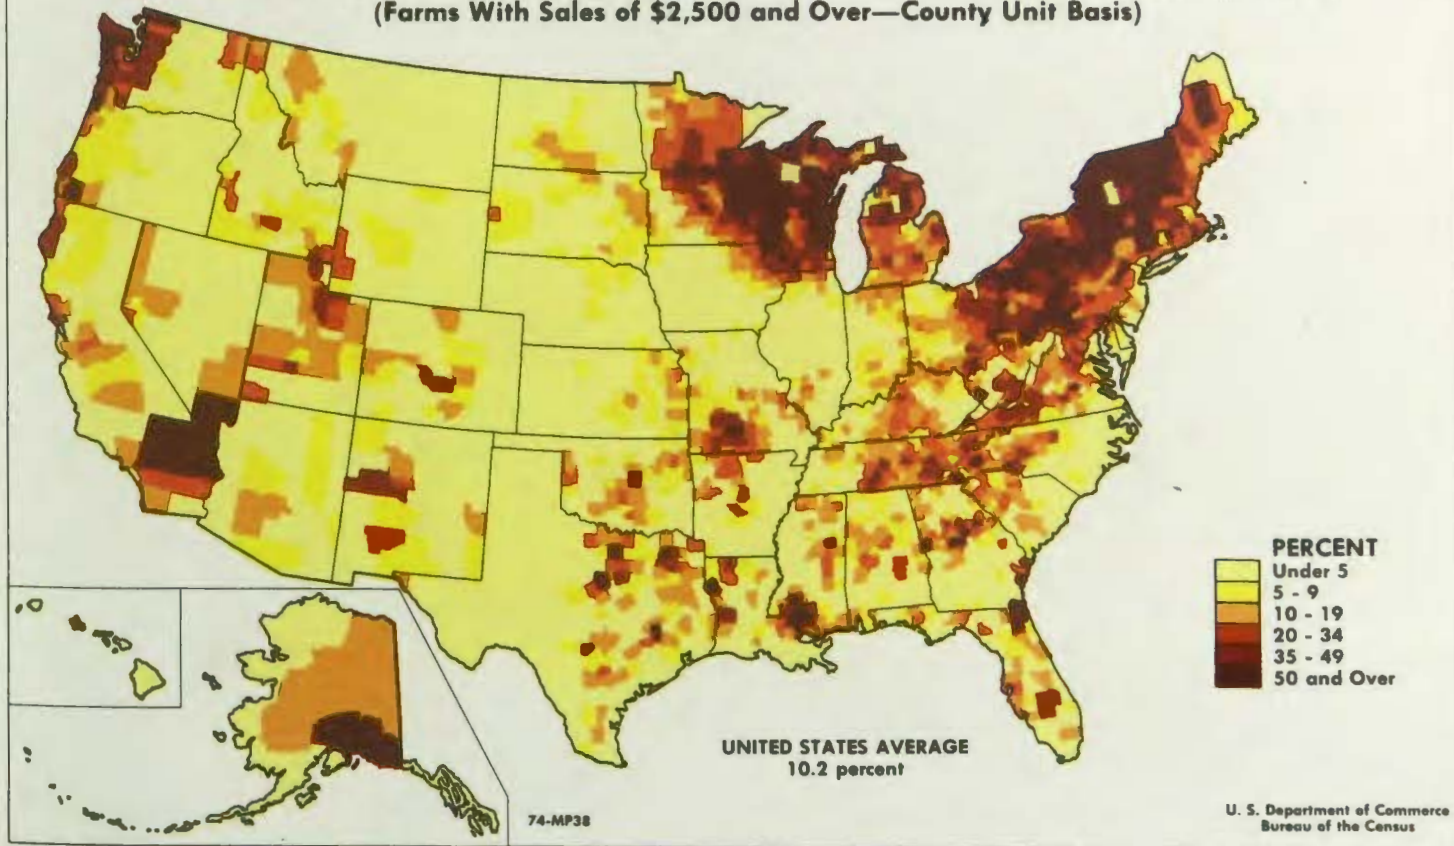 (Farms With Sales of $2,500 and Over—County Unit Basis)
PERCENT
Under 5
5 - 9
10 - 19
20 - 34
35 - 49
50 and Over
UNITED STATES AVERAGE
10.2 percent
74-MP38
U. S. Department of Commerce
Bureau of the Census